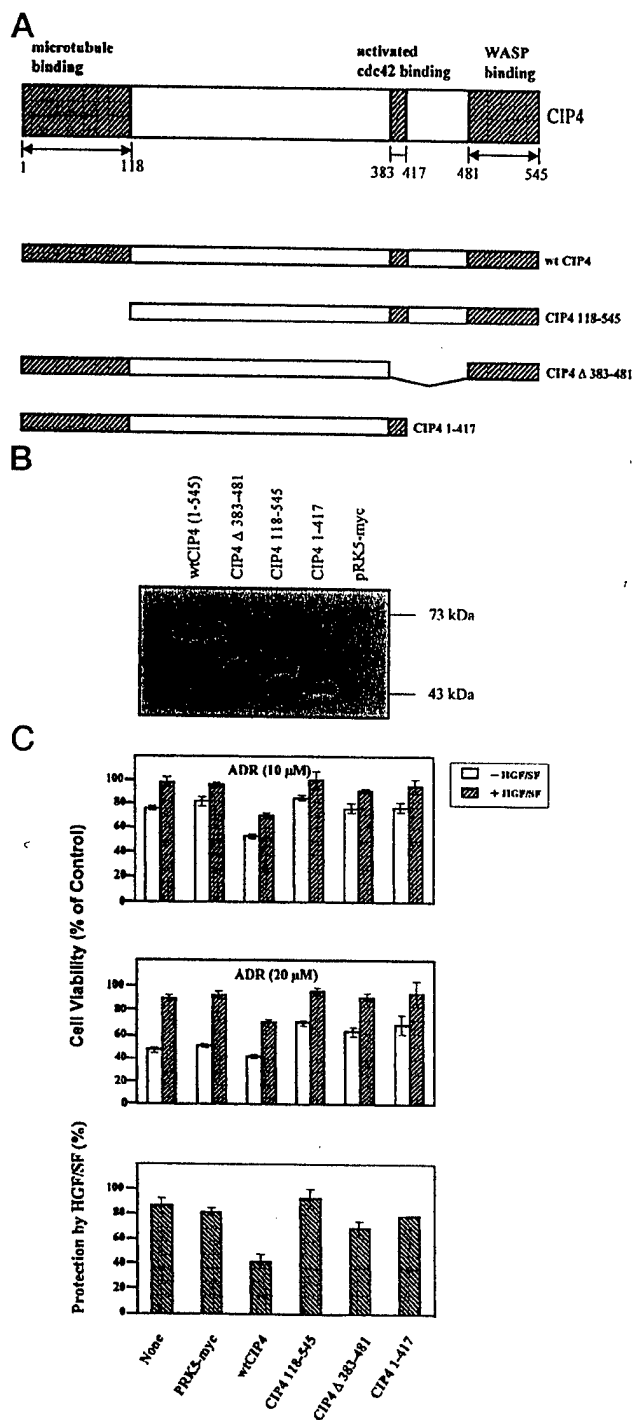 A
microtubule
binding
activated
cdc42 binding
WASP
binding
CIP4
1
118
383
417
481
545
wt CIP4
CIP4 118-545
CIP4 Δ 383-481
CIP4 1-417
B
wtCIP4 (1-545)
CIP4 Δ 383-481
CIP4 118-545
CIP4 1-417
pRK5-myc
73 kDa
43 kDa
C
Cell Viability (% of Control)
ADR (10 μM)
100
80
60
40
20
0
– HGF/SF
+ HGF/SF
ADR (20 μM)
100
80
60
40
20
0
Protection by HGF/SF (%)
100
80
60
40
20
0
None
PRK5-myc
wtCIP4
CIP4 118-545
CIP4 Δ 383-481
CIP4 1-417